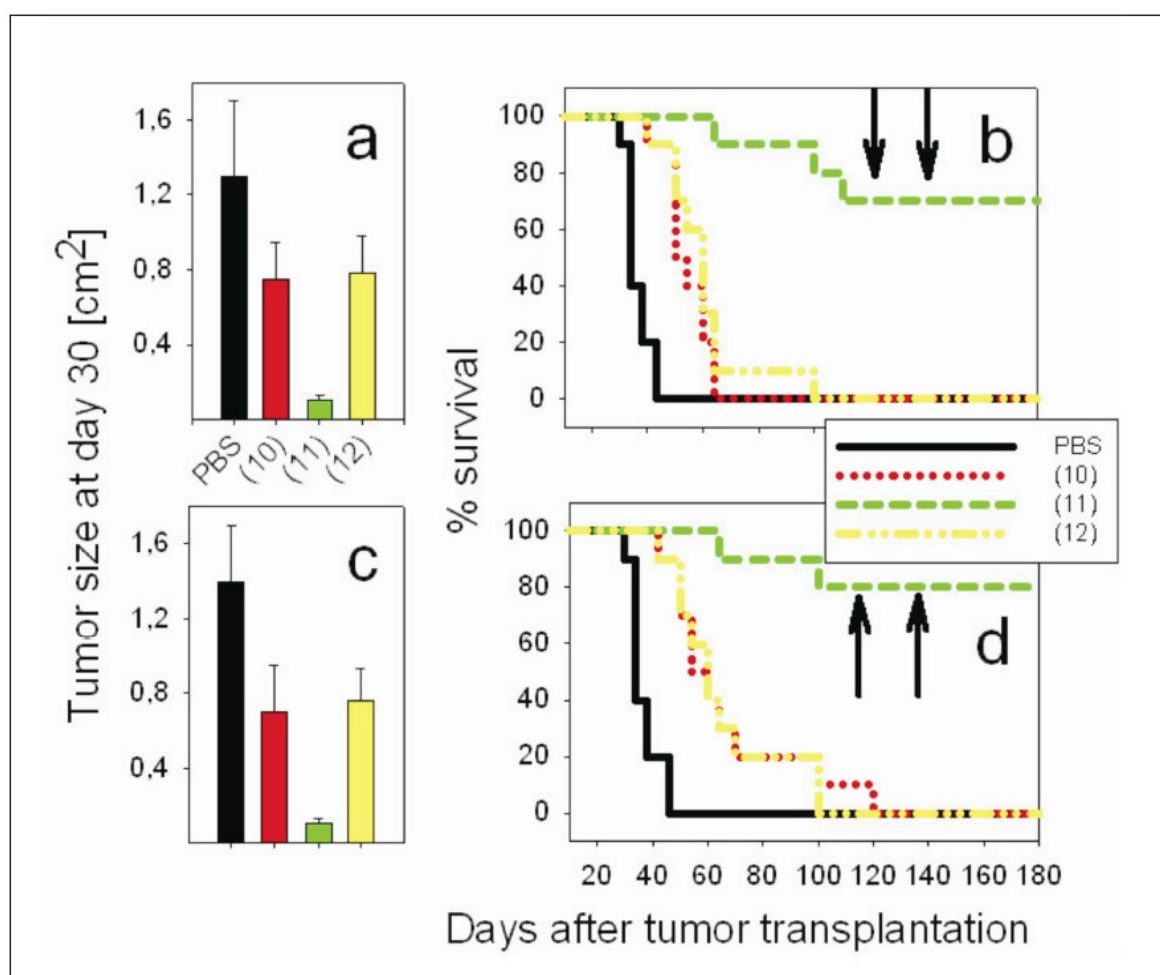 Tumor size at day 30 [cm2]
a
1,6
1,2
0,8
0,4
PBS (10) (11) (12)
c
1,6
1,2
0,8
0,4
% survival
b
100
80
60
40
20
0
PBS
(10)
(11)
(12)
d
100
80
60
40
20
0
20 40 60 80 100 120 140 160 180
Days after tumor transplantation